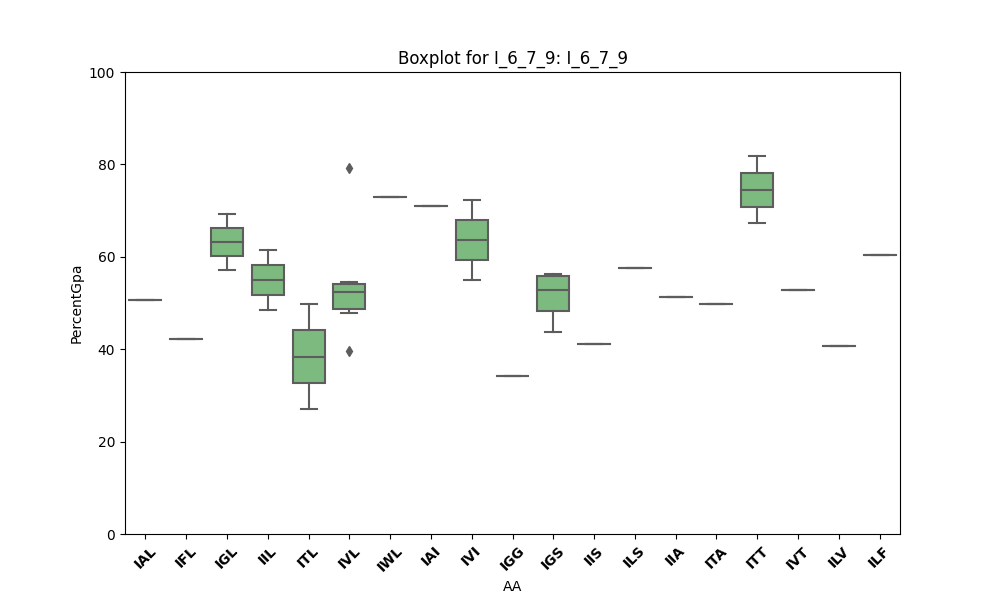 Boxplot for I_6_7_9: I_6_7_9
PercentGpa
100
80
60
40
20
0
IAL IFL IGL IIL ITL IVL IWL IAI IVI IGG IGS IIS ILS IIA ITA ITT IVT ILV ILF
AA